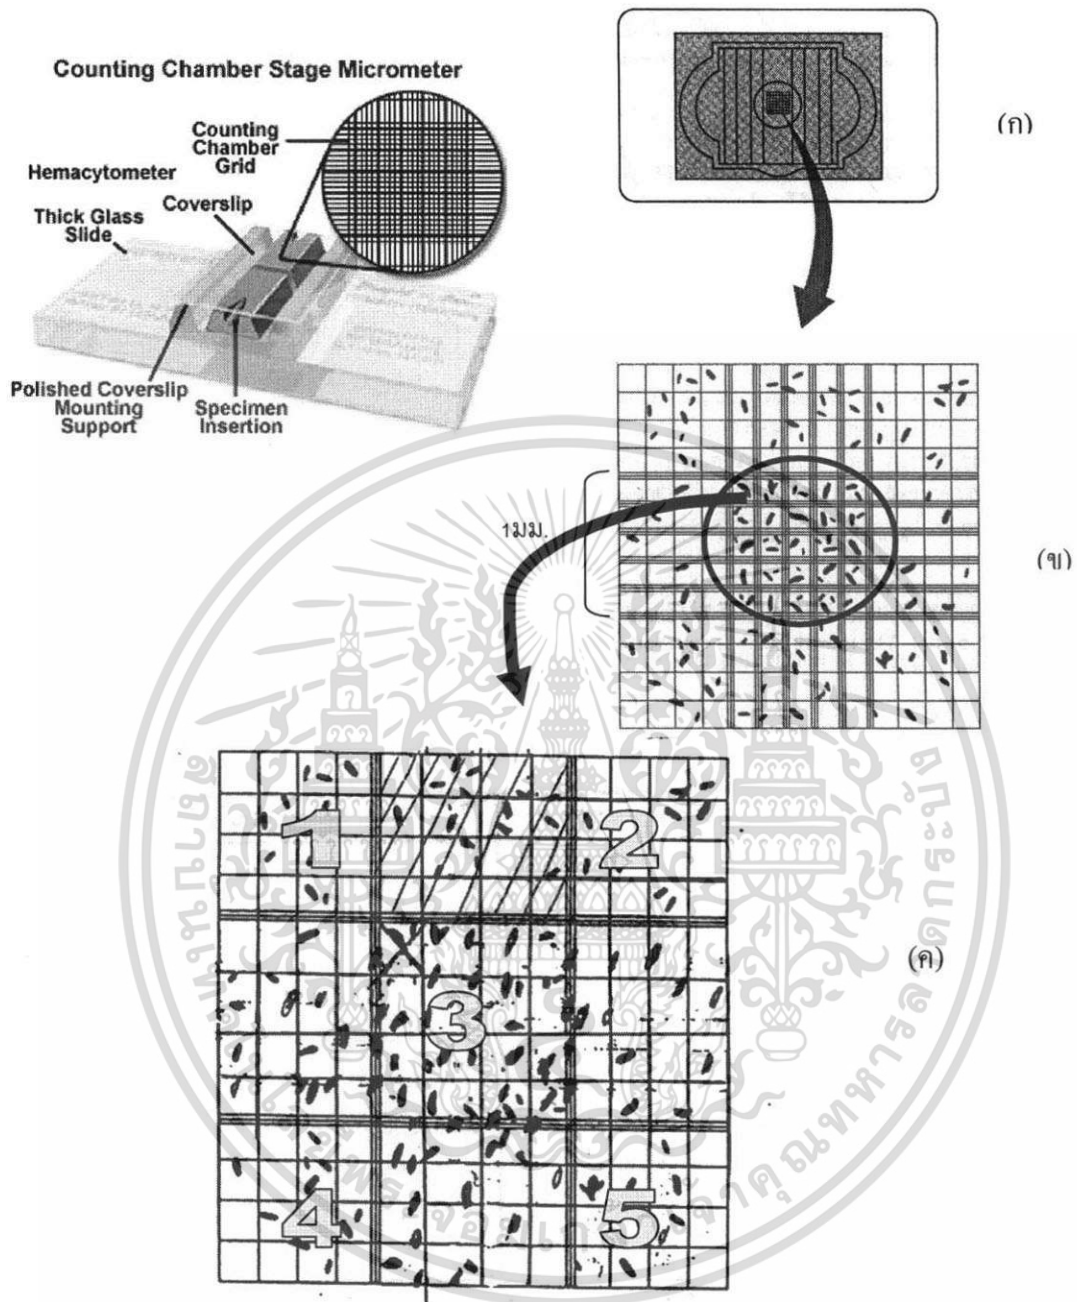 Counting Chamber Stage Micrometer
Counting
Chamber
Grid
Hemacytometer
Coverslip
Thick Glass
Slide
Polished Coverslip
Mounting
Support
Specimen
Insertion
(ก)
1มม.
(ข)
1
2
(ค)
3
4
5